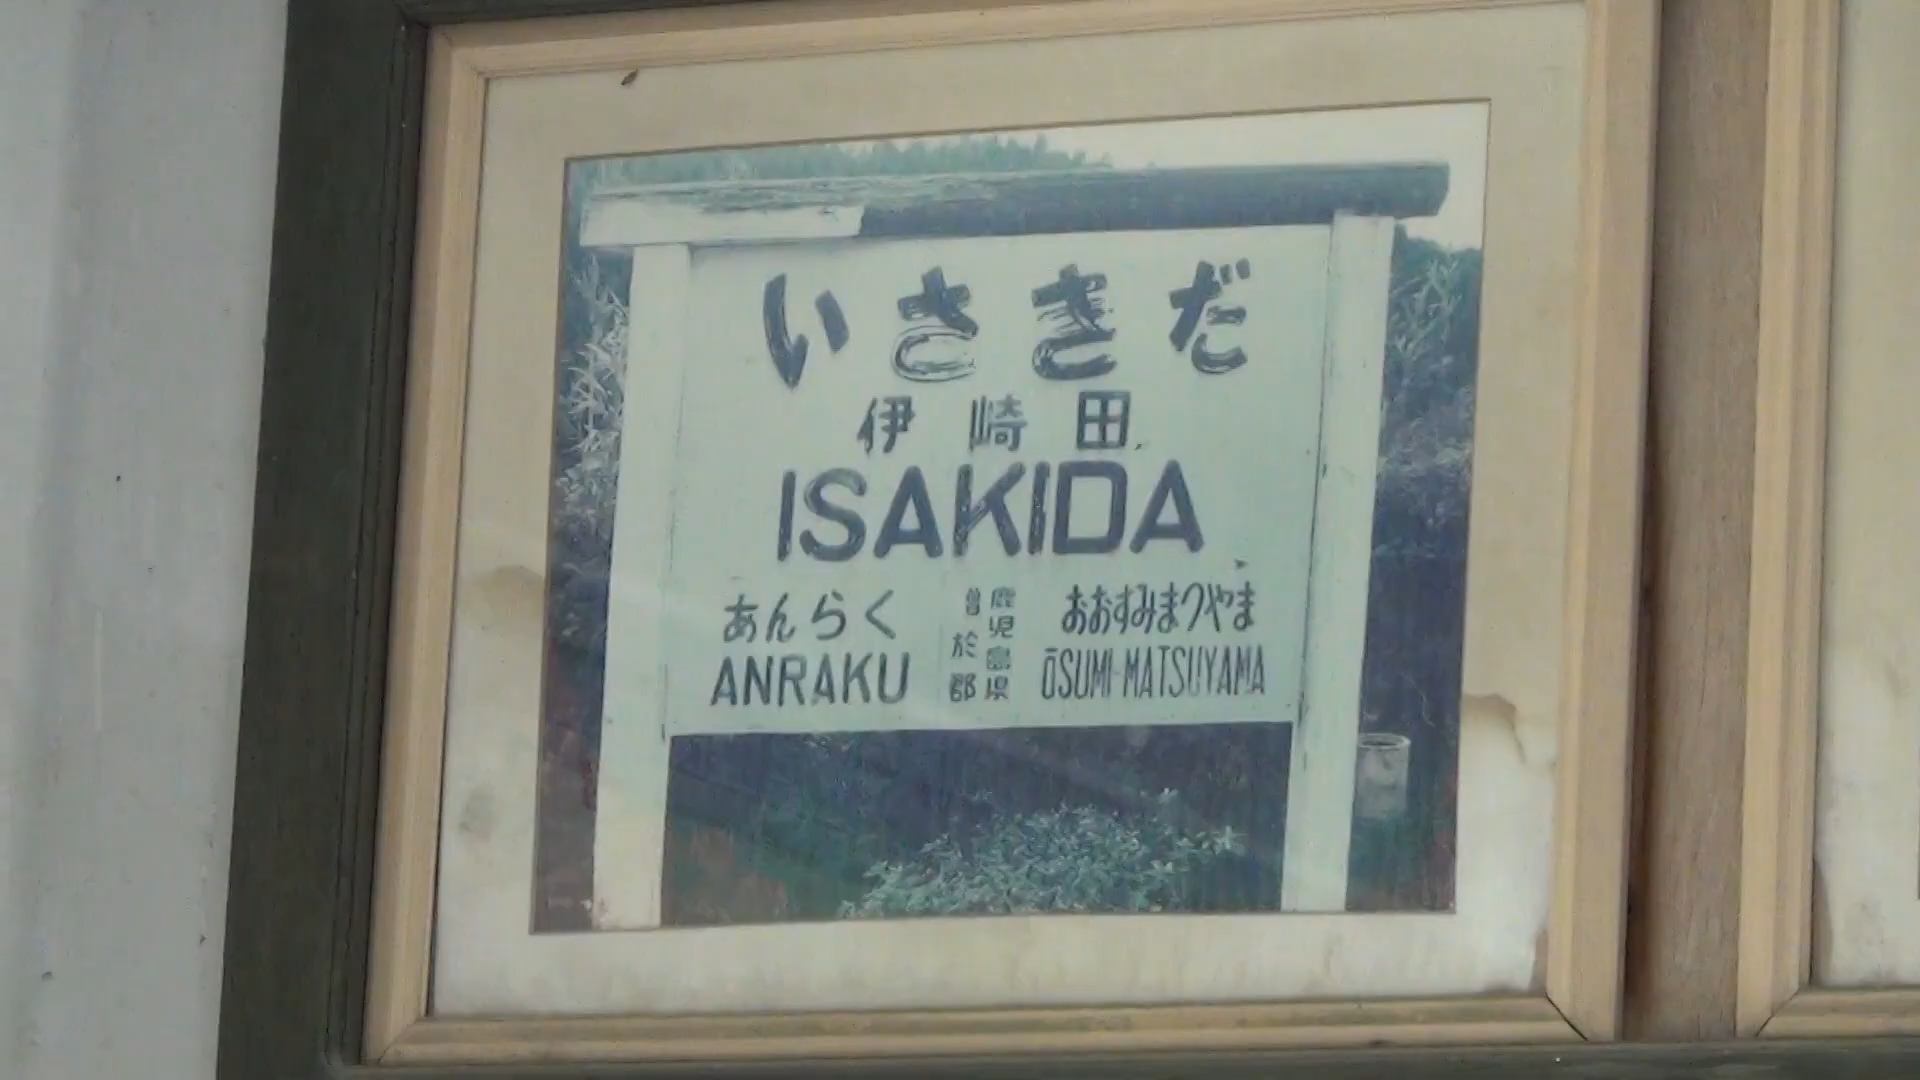 いさきだ
伊崎田
ISAKIDA
あんらく
ANRAKU
鹿児島県
曽於郡
おおすみまつやま
ŌSUMI-MATSUYAMA